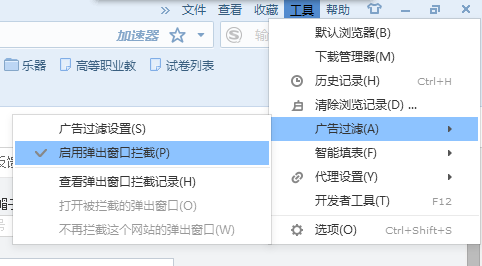 » 文件 查看 收藏 工具 帮助
加速器
乐器 高等职业教 试卷列表
默认浏览器(B)
下载管理器(M)
历史记录(H) Ctrl+H
清除浏览记录(D) ...
广告过滤(A)
智能填表(F)
代理设置(Y)
开发者工具(T) F12
选项(O) Ctrl+Shift+S
广告过滤设置(S)
启用弹出窗口拦截(P)
查看弹出窗口拦截记录(H)
打开被拦截的弹出窗口(O)
不再拦截这个网站的弹出窗口(W)